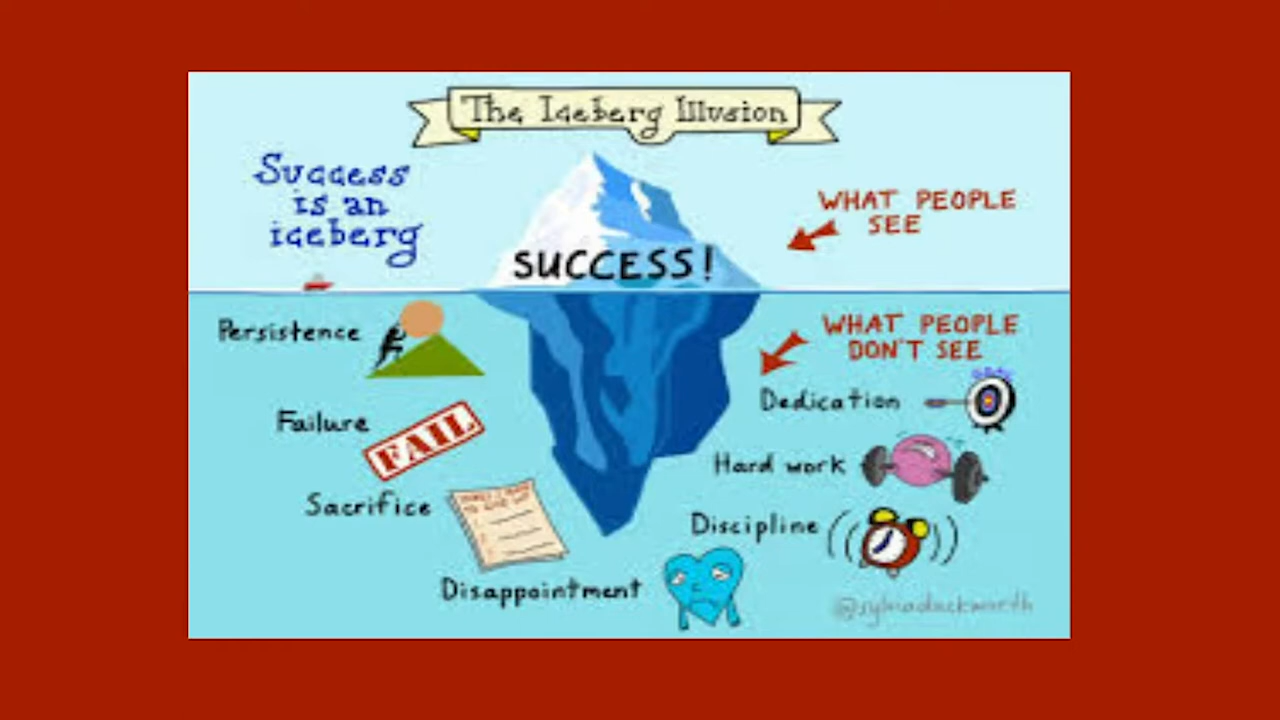 The Iceberg Illusion
Success
is an
iceberg
WHAT PEOPLE
SEE
SUCCESS!
Persistence
WHAT PEOPLE
DON'T SEE
GOAL
Dedication
Failure
FAIL
Hard work
Sacrifice
Discipline
Disappointment
@sylviaduckworth